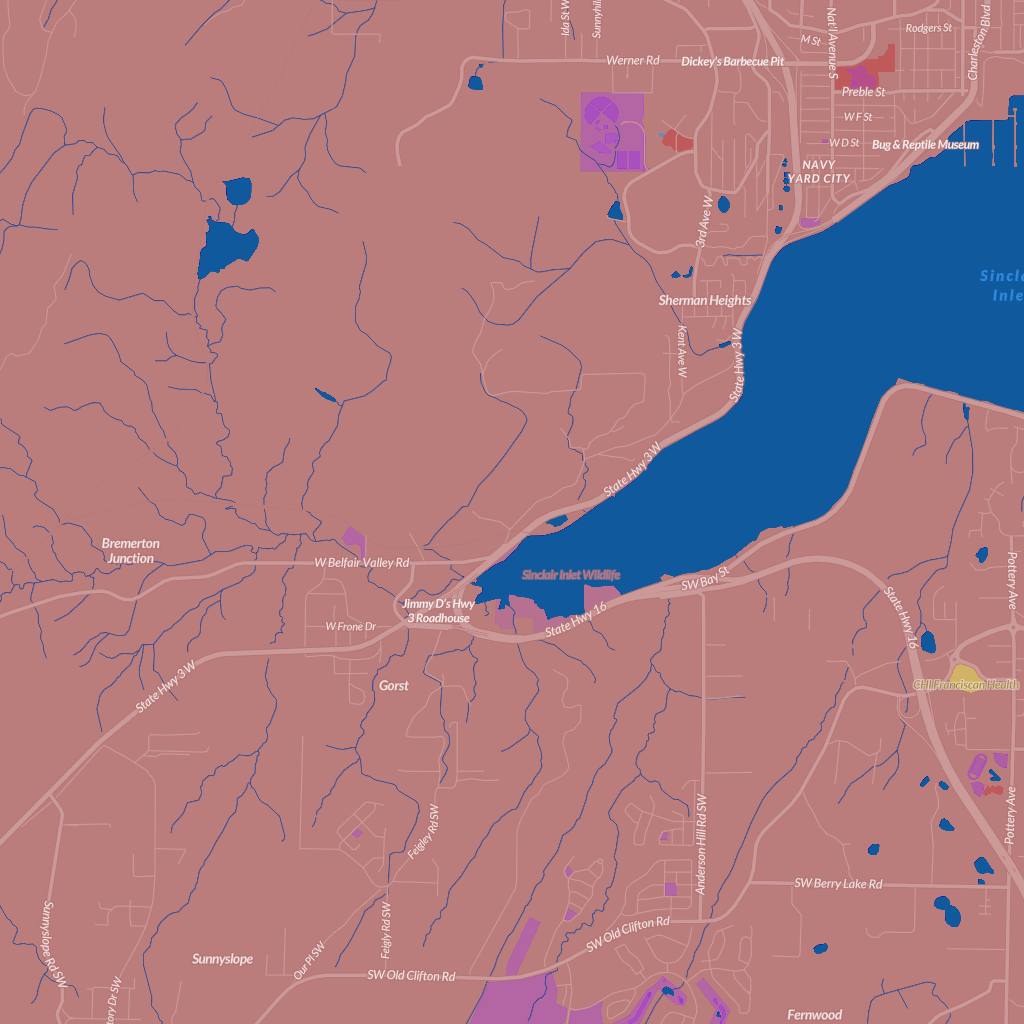 Ida St W
Nat'l Avenue S
Rodgers St
Charleston Blvd
M St
Werner Rd
Dickey's Barbecue Pit
Preble St
W F St
W D St
Bug & Reptile Museum
NAVY
YARD CITY
3rd Ave W
Sherman Heights
Kent Ave W
State Hwy 3 W
State Hwy 3 W
Bremerton
Junction
W Belfair Valley Rd
Sinclair Inlet Wildlife
SW Bay St
Pottery Ave
Jimmy D's Hwy
3 Roadhouse
State Hwy 16
State Hwy 16
W Frone Dr
State Hwy 3 W
Gorst
CHI Franciscan Health
Pottery Ave
Feigley Rd SW
Anderson Hill Rd SW
SW Berry Lake Rd
Sunnyslope Rd SW
Feigly Rd SW
SW Old Clifton Rd
Our Pl SW
Sunnyslope
SW Old Clifton Rd
Fernwood